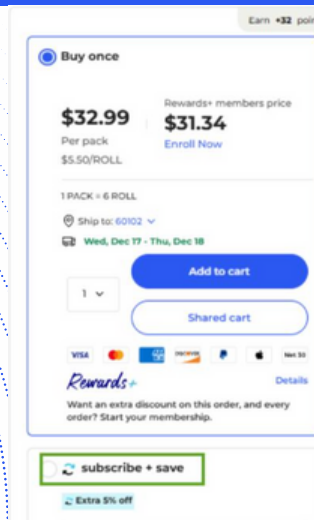 Earn +32 poin
Buy once
$32.99
Per pack
$5.50/ROLL
Rewards+ members price
$31.34
Enroll Now
1 PACK = 6 ROLL
Ship to: 60102
Wed, Dec 17 - Thu, Dec 18
1
Add to cart
Shared cart
VISA
DISCOVER
Net 30
Rewards+
Details
Want an extra discount on this order, and every
order? Start your membership.
subscribe + save
Extra 5% off